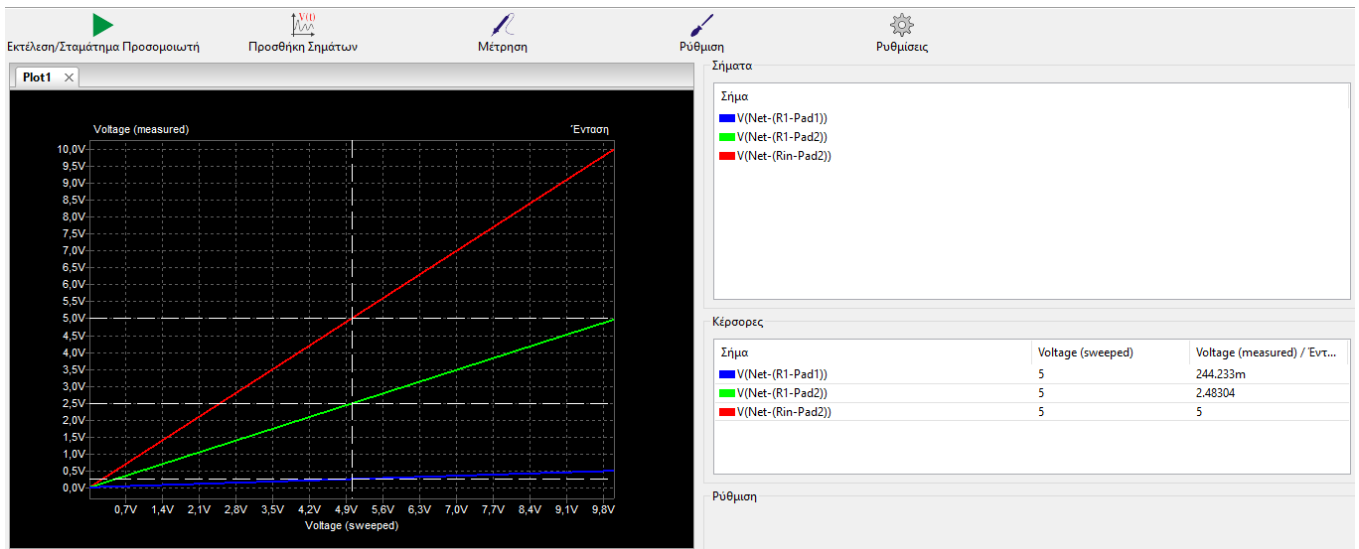 Εκτέλεση/Σταμάτημα Προσομοιωτή
Προσθήκη Σημάτων
Μέτρηση
Ρύθμιση
Ρυθμίσεις
V(t)
Plot1
Voltage (measured)
Ένταση
10,0V
9,5V
9,0V
8,5V
8,0V
7,5V
7,0V
6,5V
6,0V
5,5V
5,0V
4,5V
4,0V
3,5V
3,0V
2,5V
2,0V
1,5V
1,0V
0,5V
0,0V
0,7V 1,4V 2,1V 2,8V 3,5V 4,2V 4,9V 5,6V 6,3V 7,0V 7,7V 8,4V 9,1V 9,8V
Voltage (sweeped)
Σήματα
Σήμα
V(Net-(R1-Pad1))
V(Net-(R1-Pad2))
V(Net-(Rin-Pad2))
Κέρσορες
Σήμα Voltage (sweeped) Voltage (measured) / Έντ...
V(Net-(R1-Pad1)) 5 244.233m
V(Net-(R1-Pad2)) 5 2.48304
V(Net-(Rin-Pad2)) 5 5
Ρύθμιση